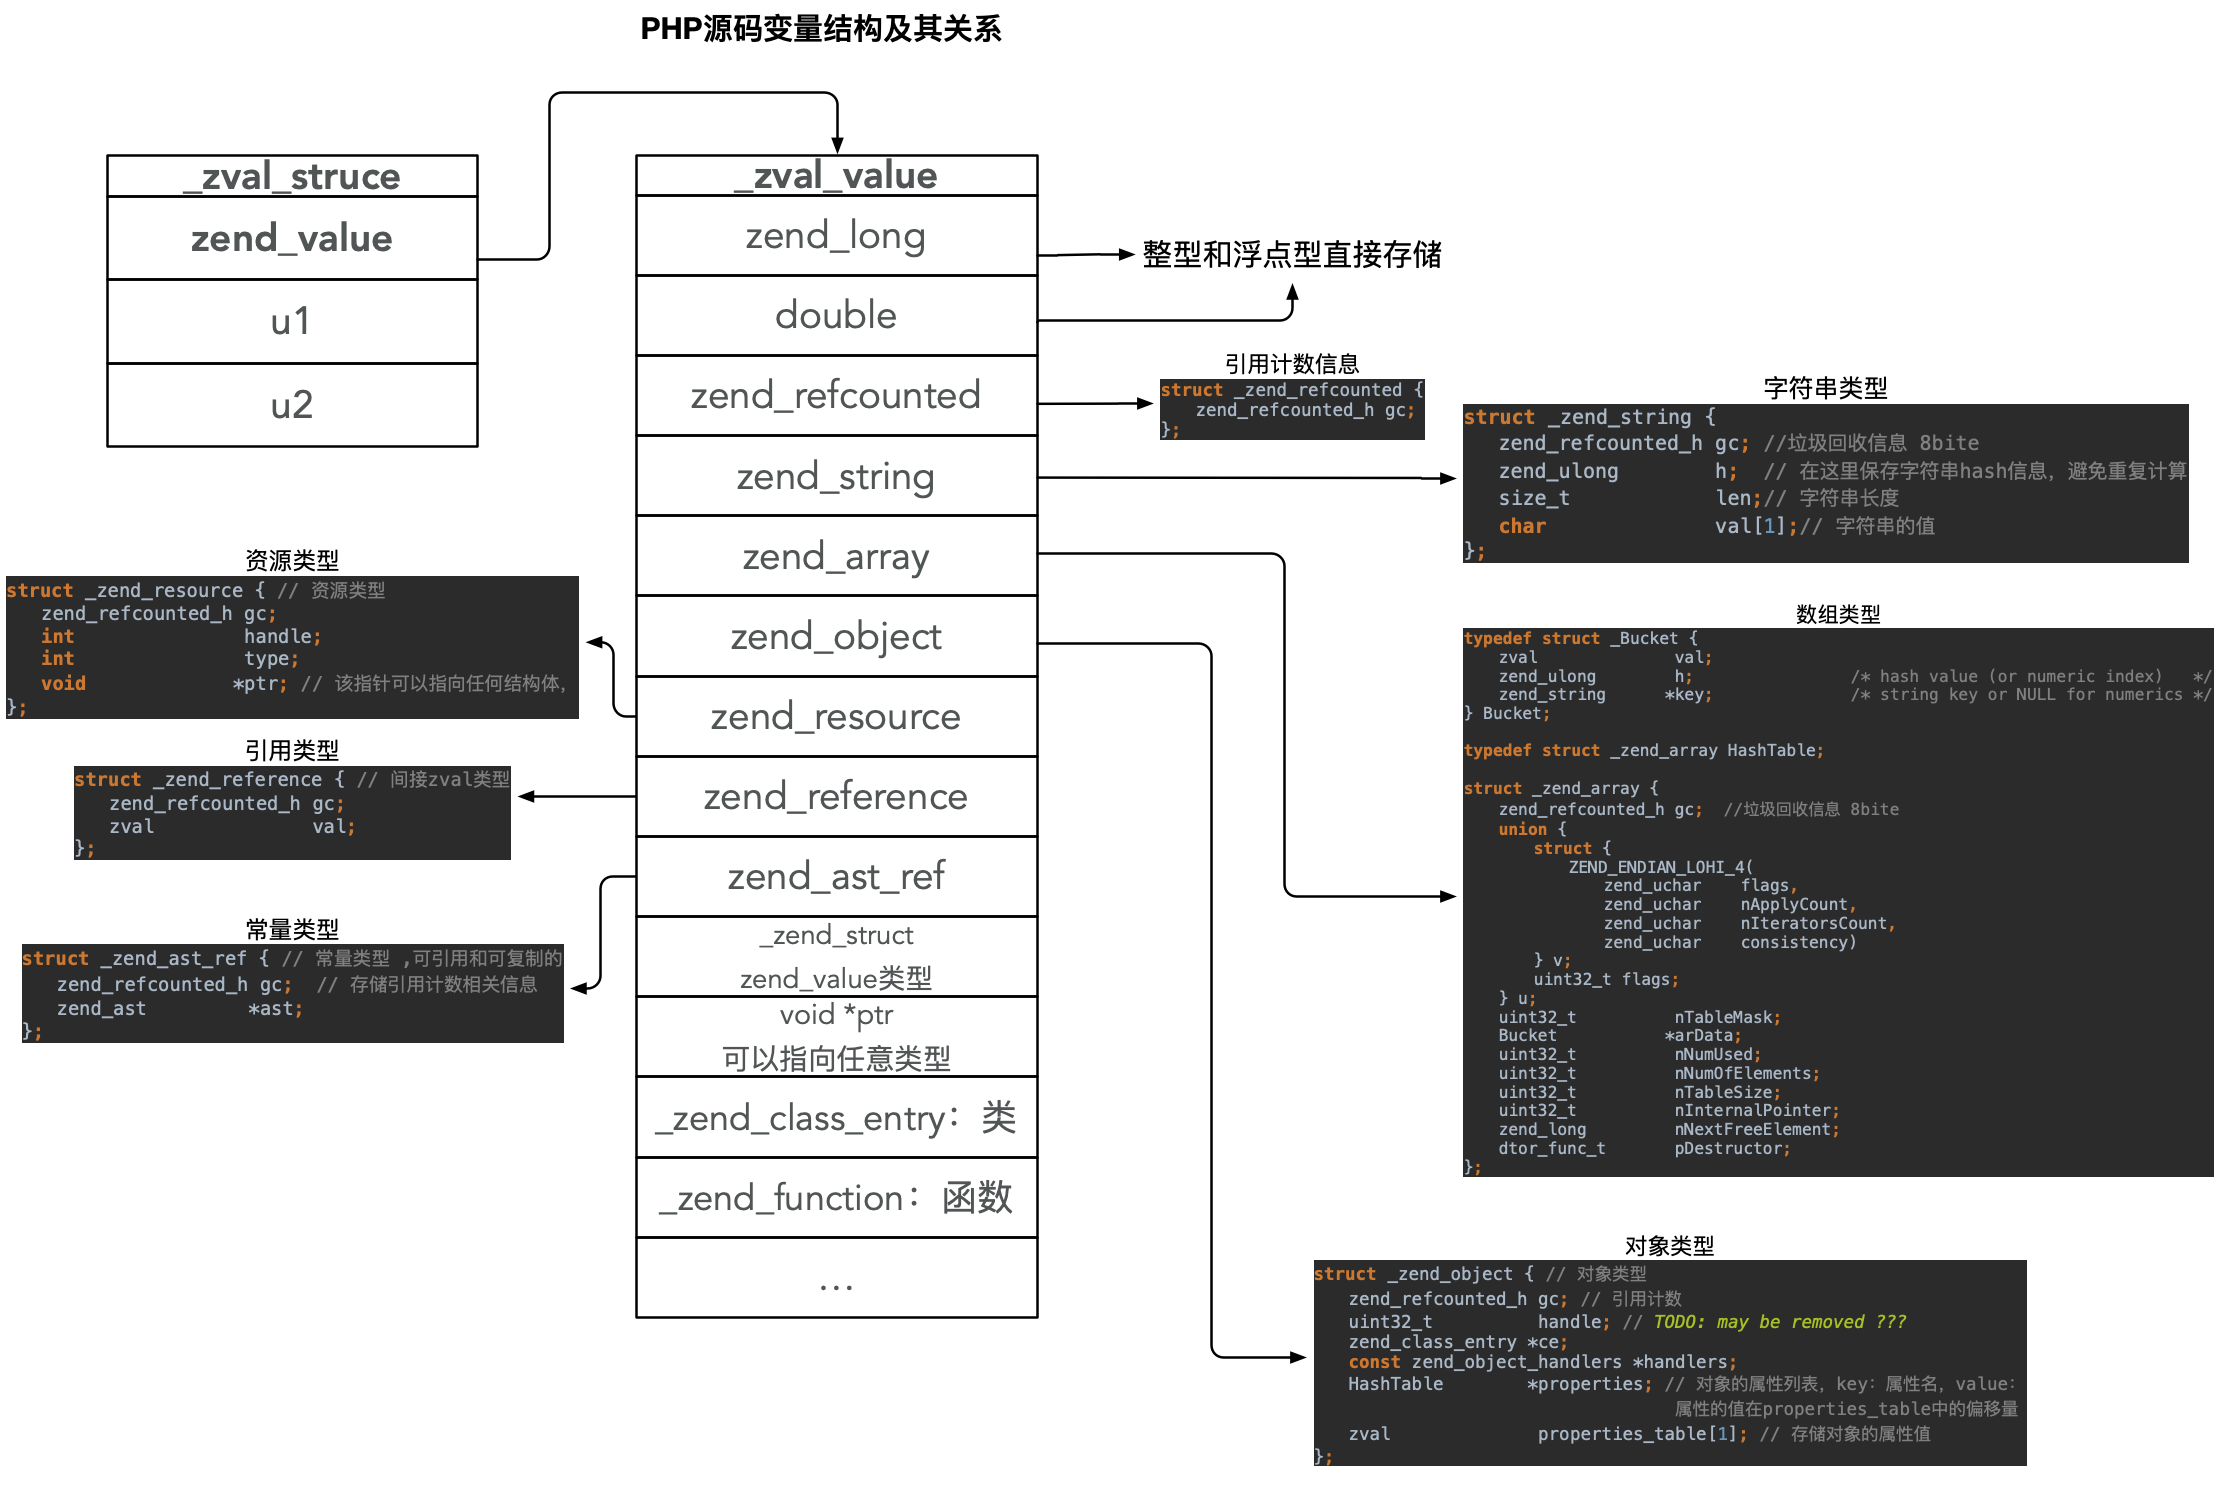 PHP源码变量结构及其关系
_zval_struce
zend_value
u1
u2
_zval_value
zend_long
double
zend_refcounted
zend_string
zend_array
zend_object
zend_resource
zend_reference
zend_ast_ref
_zend_struct
zend_value类型
void *ptr
可以指向任意类型
_zend_class_entry：类
_zend_function：函数
...
整型和浮点型直接存储
引用计数信息
struct _zend_refcounted {
zend_refcounted_h gc;
};
字符串类型
struct _zend_string {
zend_refcounted_h gc; //垃圾回收信息 8bite
zend_ulong h; // 在这里保存字符串hash信息，避免重复计算
size_t len;// 字符串长度
char val[1];// 字符串的值
};
资源类型
struct _zend_resource { // 资源类型
zend_refcounted_h gc;
int handle;
int type;
void *ptr; // 该指针可以指向任何结构体，
};
引用类型
struct _zend_reference { // 间接zval类型
zend_refcounted_h gc;
zval val;
};
常量类型
struct _zend_ast_ref { // 常量类型 ,可引用和可复制的
zend_refcounted_h gc; // 存储引用计数相关信息
zend_ast *ast;
};
数组类型
typedef struct _Bucket {
zval val;
zend_ulong h; /* hash value (or numeric index) */
zend_string *key; /* string key or NULL for numerics */
} Bucket;
typedef struct _zend_array HashTable;
struct _zend_array {
zend_refcounted_h gc; //垃圾回收信息 8bite
union {
struct {
ZEND_ENDIAN_LOHI_4(
zend_uchar flags,
zend_uchar nApplyCount,
zend_uchar nIteratorsCount,
zend_uchar consistency)
} v;
uint32_t flags;
} u;
uint32_t nTableMask;
Bucket *arData;
uint32_t nNumUsed;
uint32_t nNumOfElements;
uint32_t nTableSize;
uint32_t nInternalPointer;
zend_long nNextFreeElement;
dtor_func_t pDestructor;
};
对象类型
struct _zend_object { // 对象类型
zend_refcounted_h gc; // 引用计数
uint32_t handle; // TODO: may be removed ???
zend_class_entry *ce;
const zend_object_handlers *handlers;
HashTable *properties; // 对象的属性列表，key：属性名，value：
属性的值在properties_table中的偏移量
zval properties_table[1]; // 存储对象的属性值
};